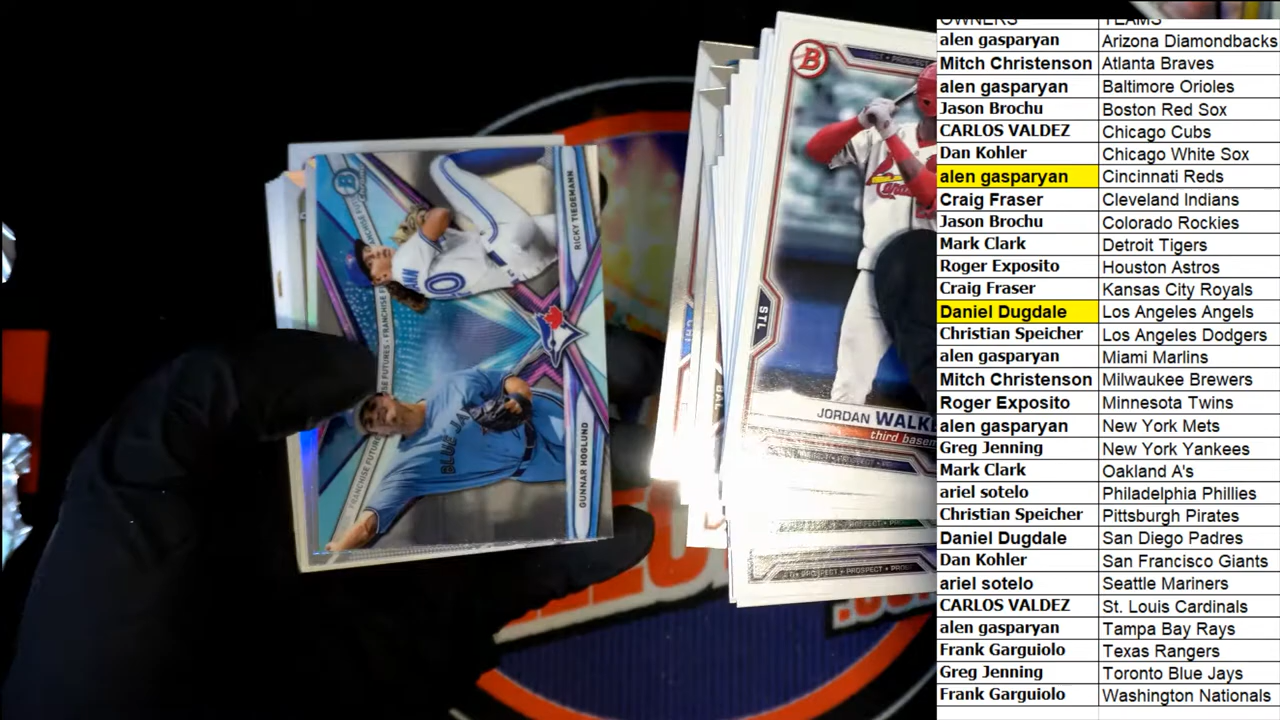 OWNERS TEAMS
alen gasparyan Arizona Diamondbacks
Mitch Christenson Atlanta Braves
alen gasparyan Baltimore Orioles
Jason Brochu Boston Red Sox
CARLOS VALDEZ Chicago Cubs
Dan Kohler Chicago White Sox
alen gasparyan Cincinnati Reds
Craig Fraser Cleveland Indians
Jason Brochu Colorado Rockies
Mark Clark Detroit Tigers
Roger Exposito Houston Astros
Craig Fraser Kansas City Royals
Daniel Dugdale Los Angeles Angels
Christian Speicher Los Angeles Dodgers
alen gasparyan Miami Marlins
Mitch Christenson Milwaukee Brewers
Roger Exposito Minnesota Twins
alen gasparyan New York Mets
Greg Jenning New York Yankees
Mark Clark Oakland A's
ariel sotelo Philadelphia Phillies
Christian Speicher Pittsburgh Pirates
Daniel Dugdale San Diego Padres
Dan Kohler San Francisco Giants
ariel sotelo Seattle Mariners
CARLOS VALDEZ St. Louis Cardinals
alen gasparyan Tampa Bay Rays
Frank Garguiolo Texas Rangers
Greg Jenning Toronto Blue Jays
Frank Garguiolo Washington Nationals
RICKY TIEDEMANN
GUNNAR HOGLUND
FRANCHISE FUTURES
BLUE JAY
B
STL
JORDAN WALK
third basem
PROSPECT